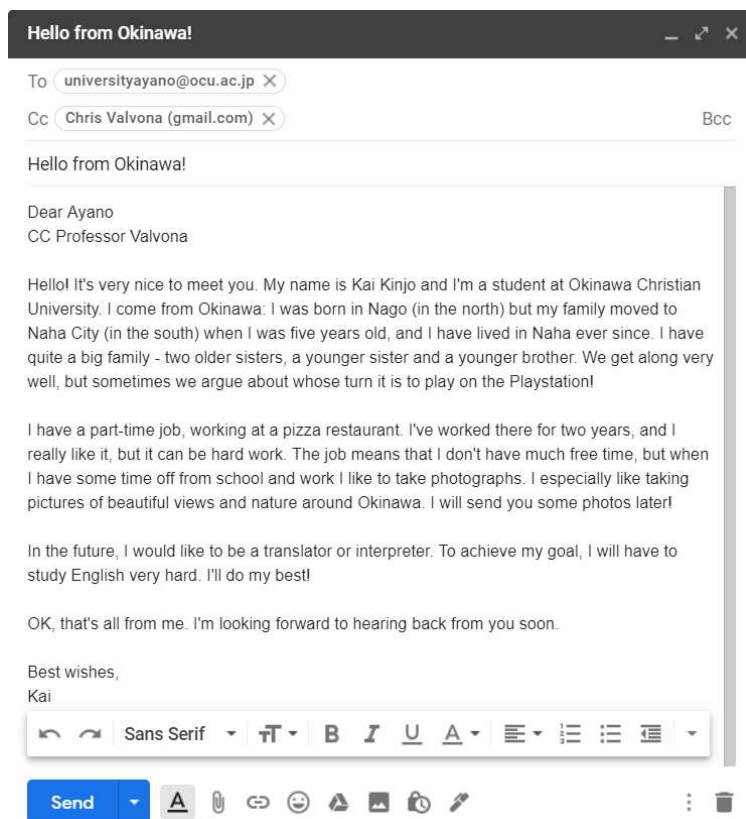 Hello from Okinawa!
To universityayano@ocu.ac.jp
Cc Chris Valvona (gmail.com) Bcc
Hello from Okinawa!
Dear Ayano
CC Professor Valvona
Hello! It's very nice to meet you. My name is Kai Kinjo and I'm a student at Okinawa Christian
University. I come from Okinawa: I was born in Nago (in the north) but my family moved to
Naha City (in the south) when I was five years old, and I have lived in Naha ever since. I have
quite a big family - two older sisters, a younger sister and a younger brother. We get along very
well, but sometimes we argue about whose turn it is to play on the Playstation!
I have a part-time job, working at a pizza restaurant. I've worked there for two years, and I
really like it, but it can be hard work. The job means that I don't have much free time, but when
I have some time off from school and work I like to take photographs. I especially like taking
pictures of beautiful views and nature around Okinawa. I will send you some photos later!
In the future, I would like to be a translator or interpreter. To achieve my goal, I will have to
study English very hard. I'll do my best!
OK, that's all from me. I'm looking forward to hearing back from you soon.
Best wishes,
Kai
Sans Serif
Send